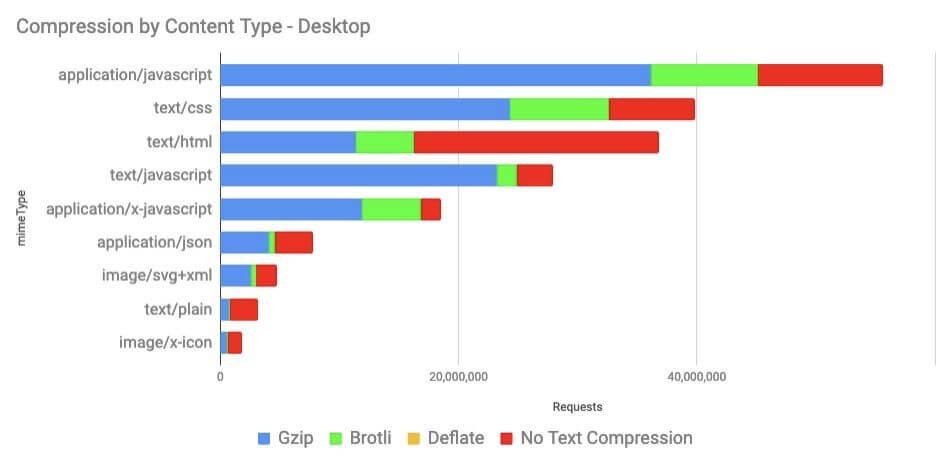 Compression by Content Type - Desktop
application/javascript
text/css
text/html
text/javascript
application/x-javascript
application/json
image/svg+xml
text/plain
image/x-icon
mimeType
0
20,000,000
40,000,000
Requests
Gzip
Brotli
Deflate
No Text Compression